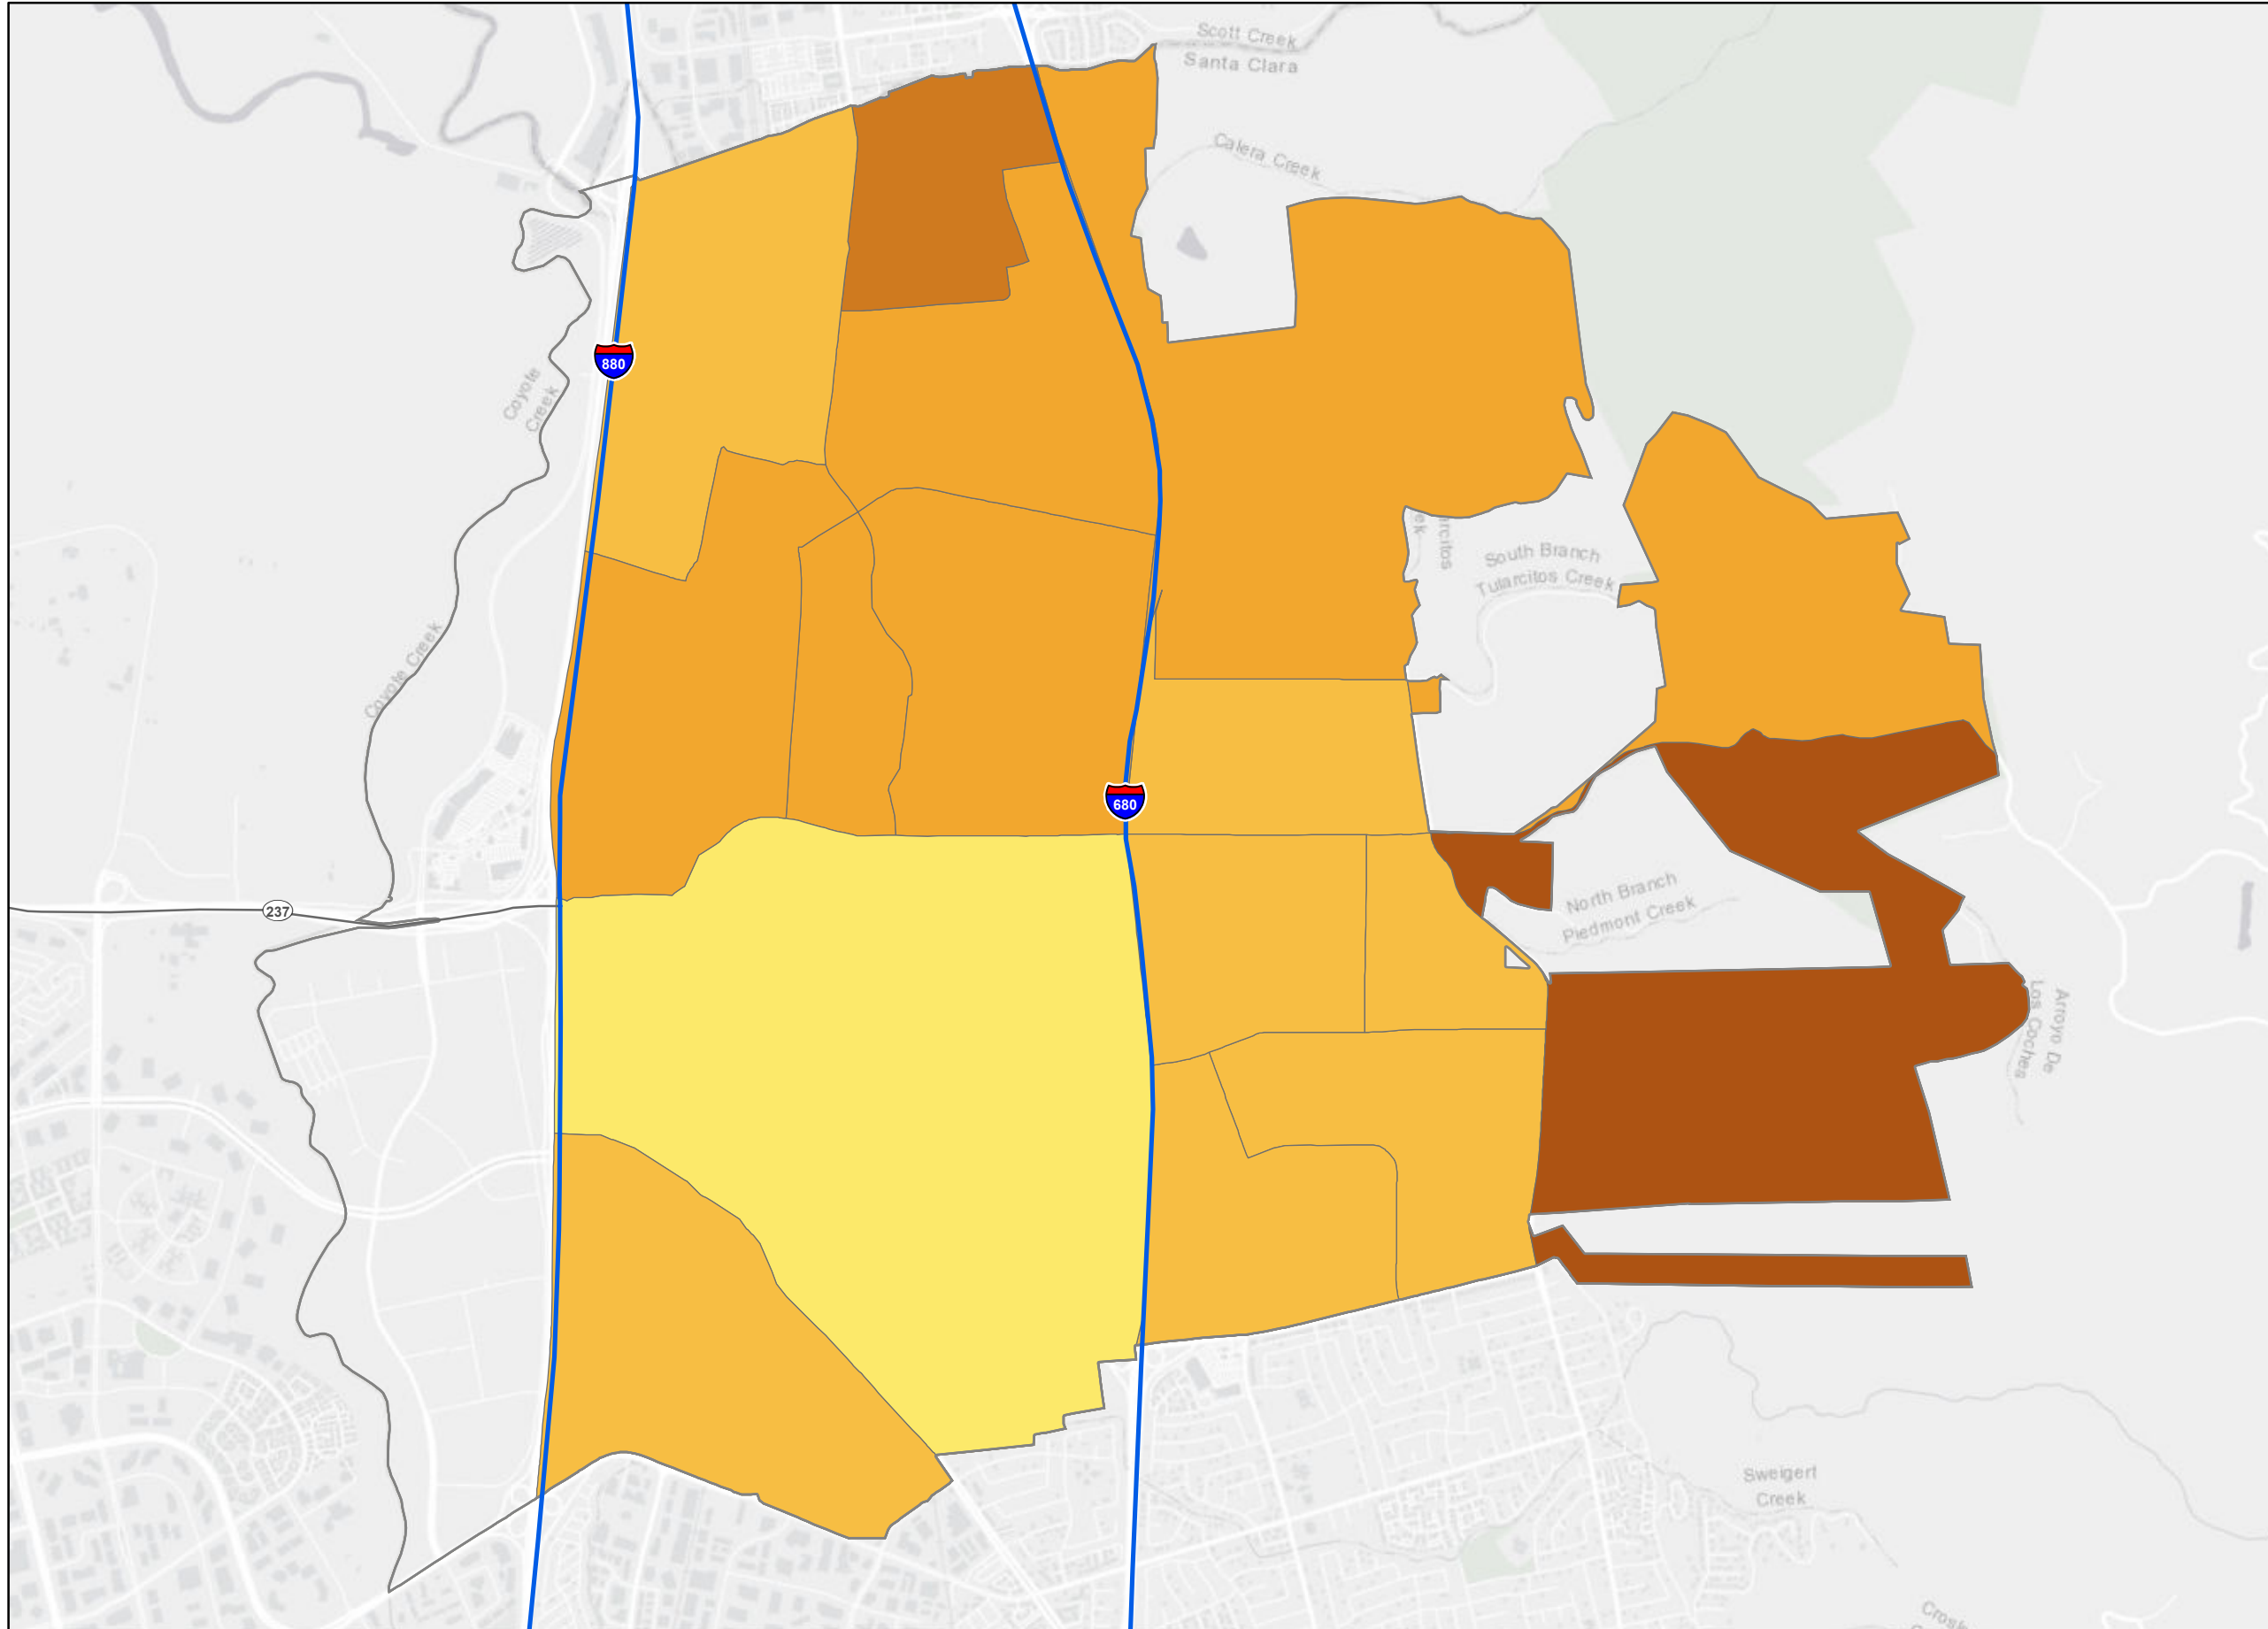 Scott Creek
Santa Clara
Calera Creek
880
Coyote
Creek
South Branch
Tularcitos Creek
Coyote Creek
680
237
North Branch
Piedmont Creek
Arroyo De
Los Coches
Sweigert
Creek